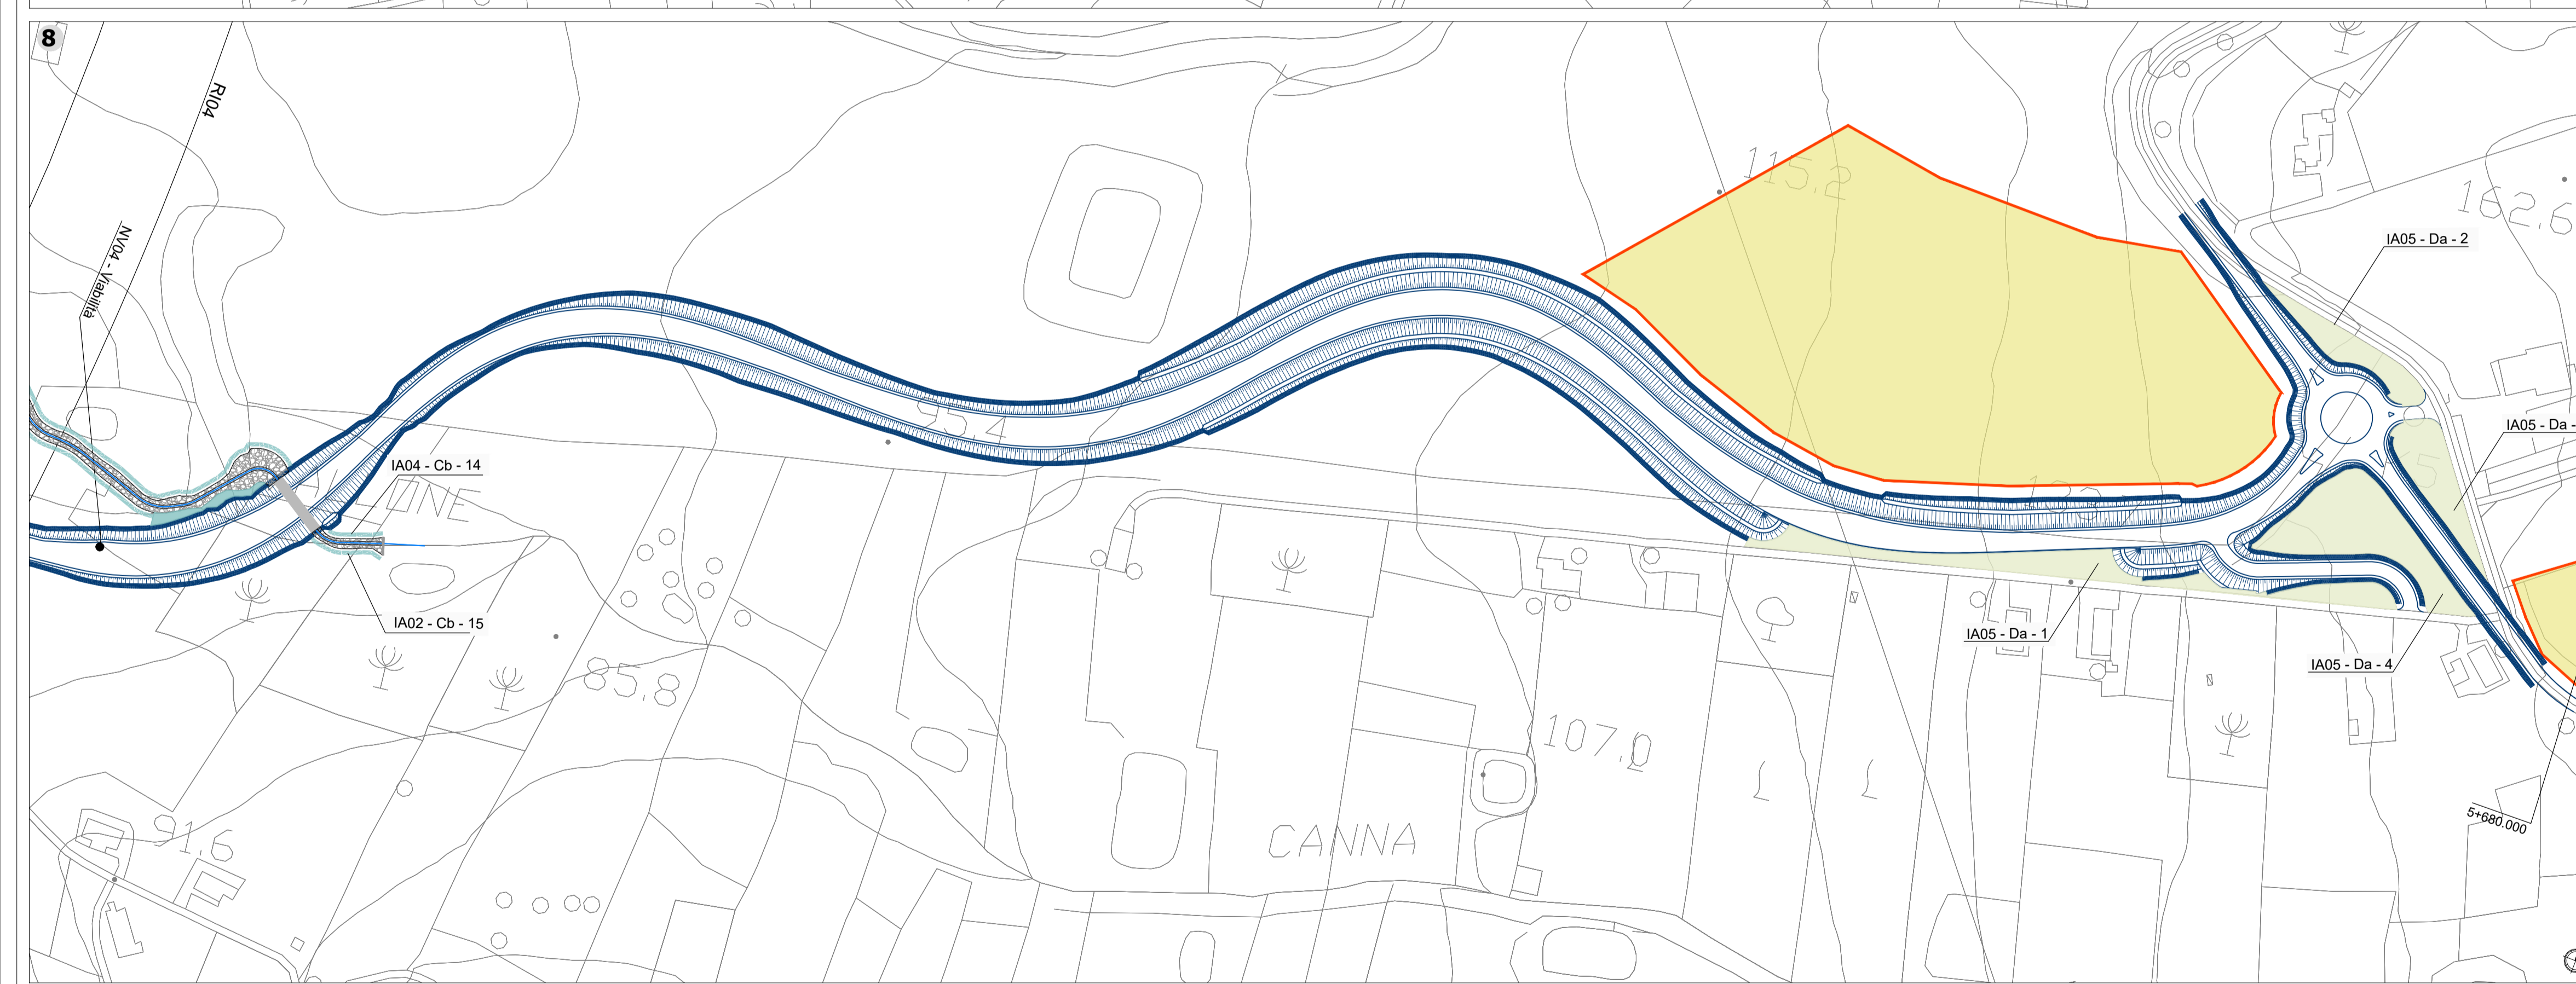 8
RI04
NV04 - Viabilità
115,2
162,6
IA05 - Da - 2
IA05 - Da -
95,4
IA04 - Cb - 14
ONE
IA02 - Cb - 15
IA05 - Da - 1
IA05 - Da - 4
85,8
107,0
91,6
CANNA
5+680.000